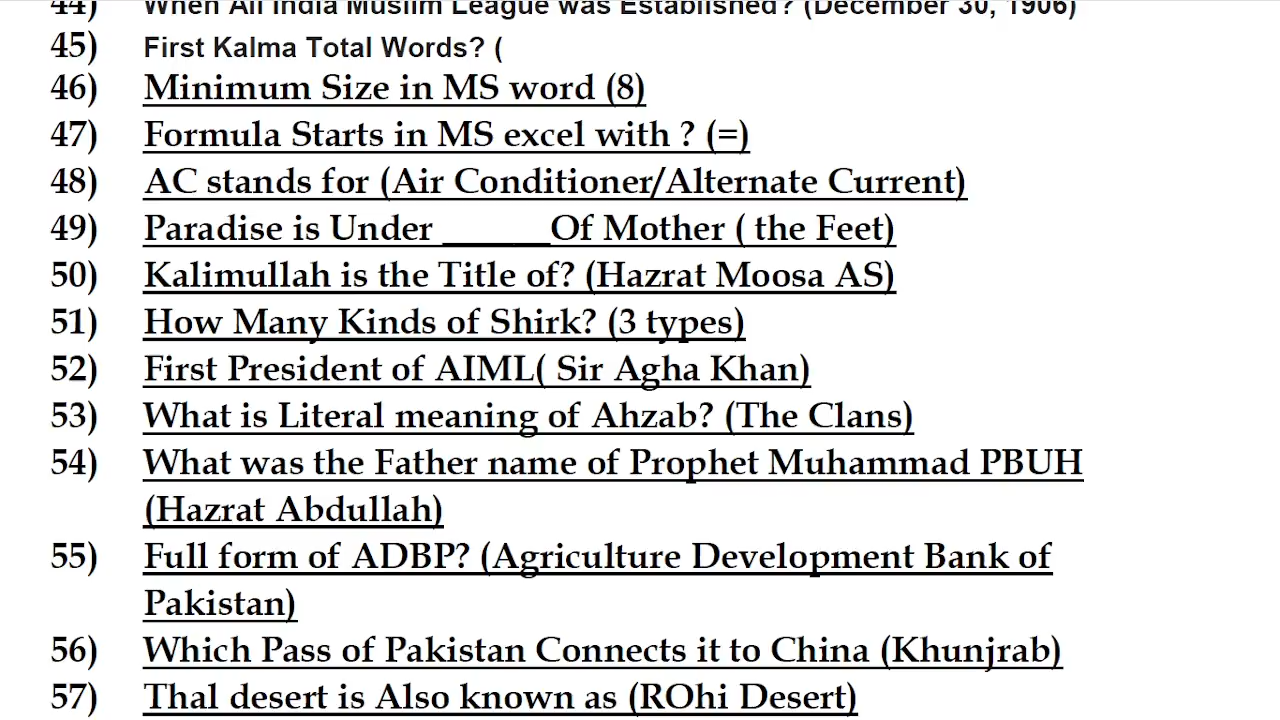 44) When All India Muslim League was Established? (December 30, 1906)
45) First Kalma Total Words? (
46) Minimum Size in MS word (8)
47) Formula Starts in MS excel with ? (=)
48) AC stands for (Air Conditioner/Alternate Current)
49) Paradise is Under ______Of Mother ( the Feet)
50) Kalimullah is the Title of? (Hazrat Moosa AS)
51) How Many Kinds of Shirk? (3 types)
52) First President of AIML( Sir Agha Khan)
53) What is Literal meaning of Ahzab? (The Clans)
54) What was the Father name of Prophet Muhammad PBUH
(Hazrat Abdullah)
55) Full form of ADBP? (Agriculture Development Bank of
Pakistan)
56) Which Pass of Pakistan Connects it to China (Khunjrab)
57) Thal desert is Also known as (ROhi Desert)